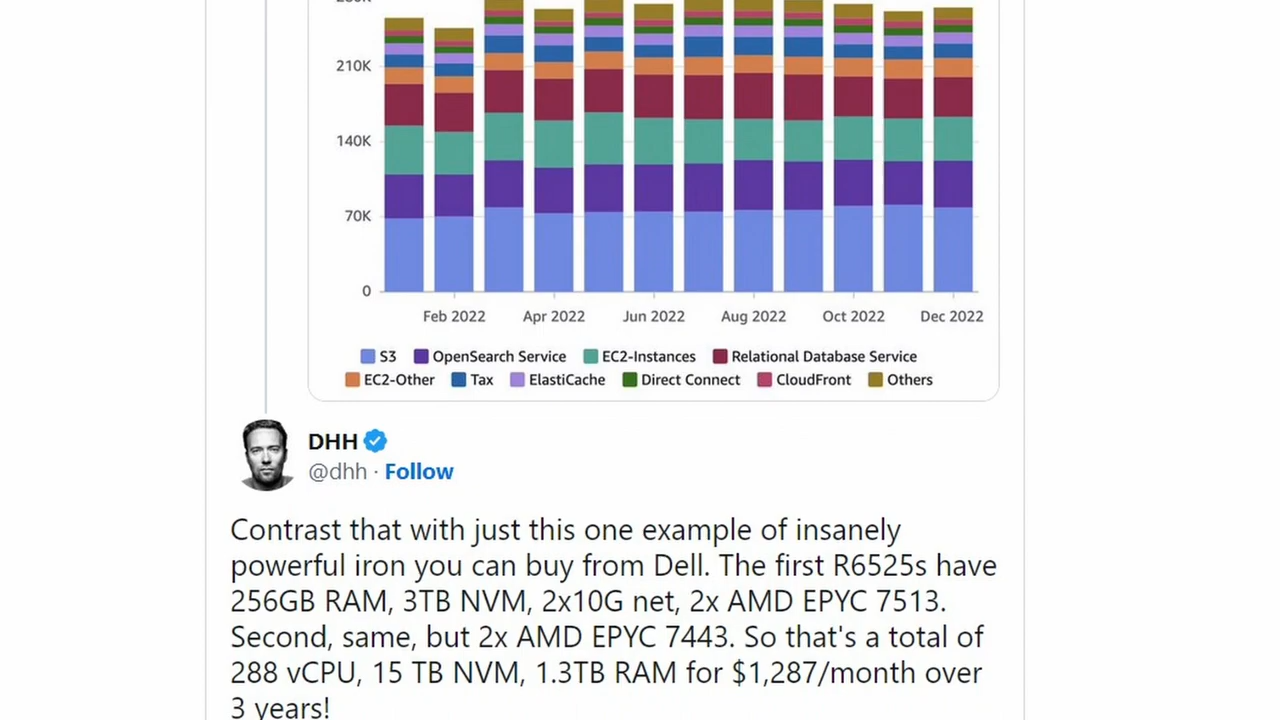 280K
210K
140K
70K
0
Feb 2022 Apr 2022 Jun 2022 Aug 2022 Oct 2022 Dec 2022
S3 OpenSearch Service EC2-Instances Relational Database Service
EC2-Other Tax ElastiCache Direct Connect CloudFront Others
DHH
@dhh · Follow
Contrast that with just this one example of insanely
powerful iron you can buy from Dell. The first R6525s have
256GB RAM, 3TB NVM, 2x10G net, 2x AMD EPYC 7513.
Second, same, but 2x AMD EPYC 7443. So that's a total of
288 vCPU, 15 TB NVM, 1.3TB RAM for $1,287/month over
3 years!